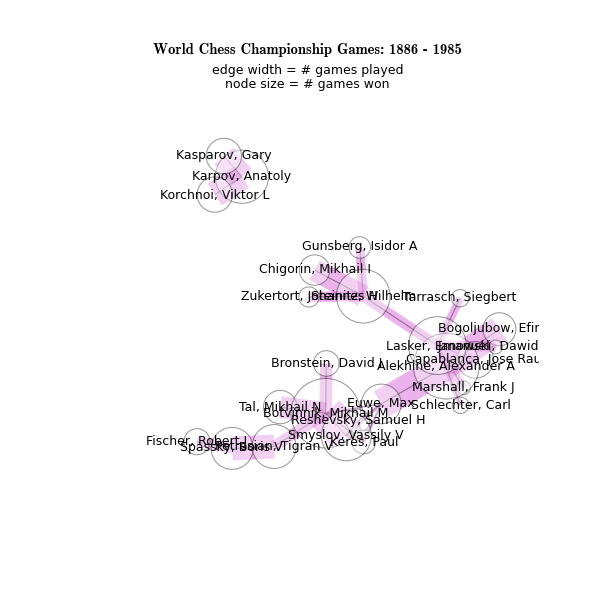 World Chess Championship Games: 1886 - 1985
edge width = # games played
node size = # games won
Kasparov, Gary
Karpov, Anatoly
Korchnoi, Viktor L
Gunsberg, Isidor A
Chigorin, Mikhail I
Zukertort, Johannes H
Steinitz, Wilhelm
Tarrasch, Siegbert
Bogoljubow, Efim
Lasker, Emanuel
Janowski, Dawid
Capablanca, Jose Rau
Alekhine, Alexander A
Bronstein, David I
Marshall, Frank J
Euwe, Max
Schlechter, Carl
Tal, Mikhail N
Botvinnik, Mikhail M
Reshevsky, Samuel H
Smyslov, Vassily V
Keres, Paul
Fischer, Robert J
Spassky, Boris V
Petrosian, Tigran V